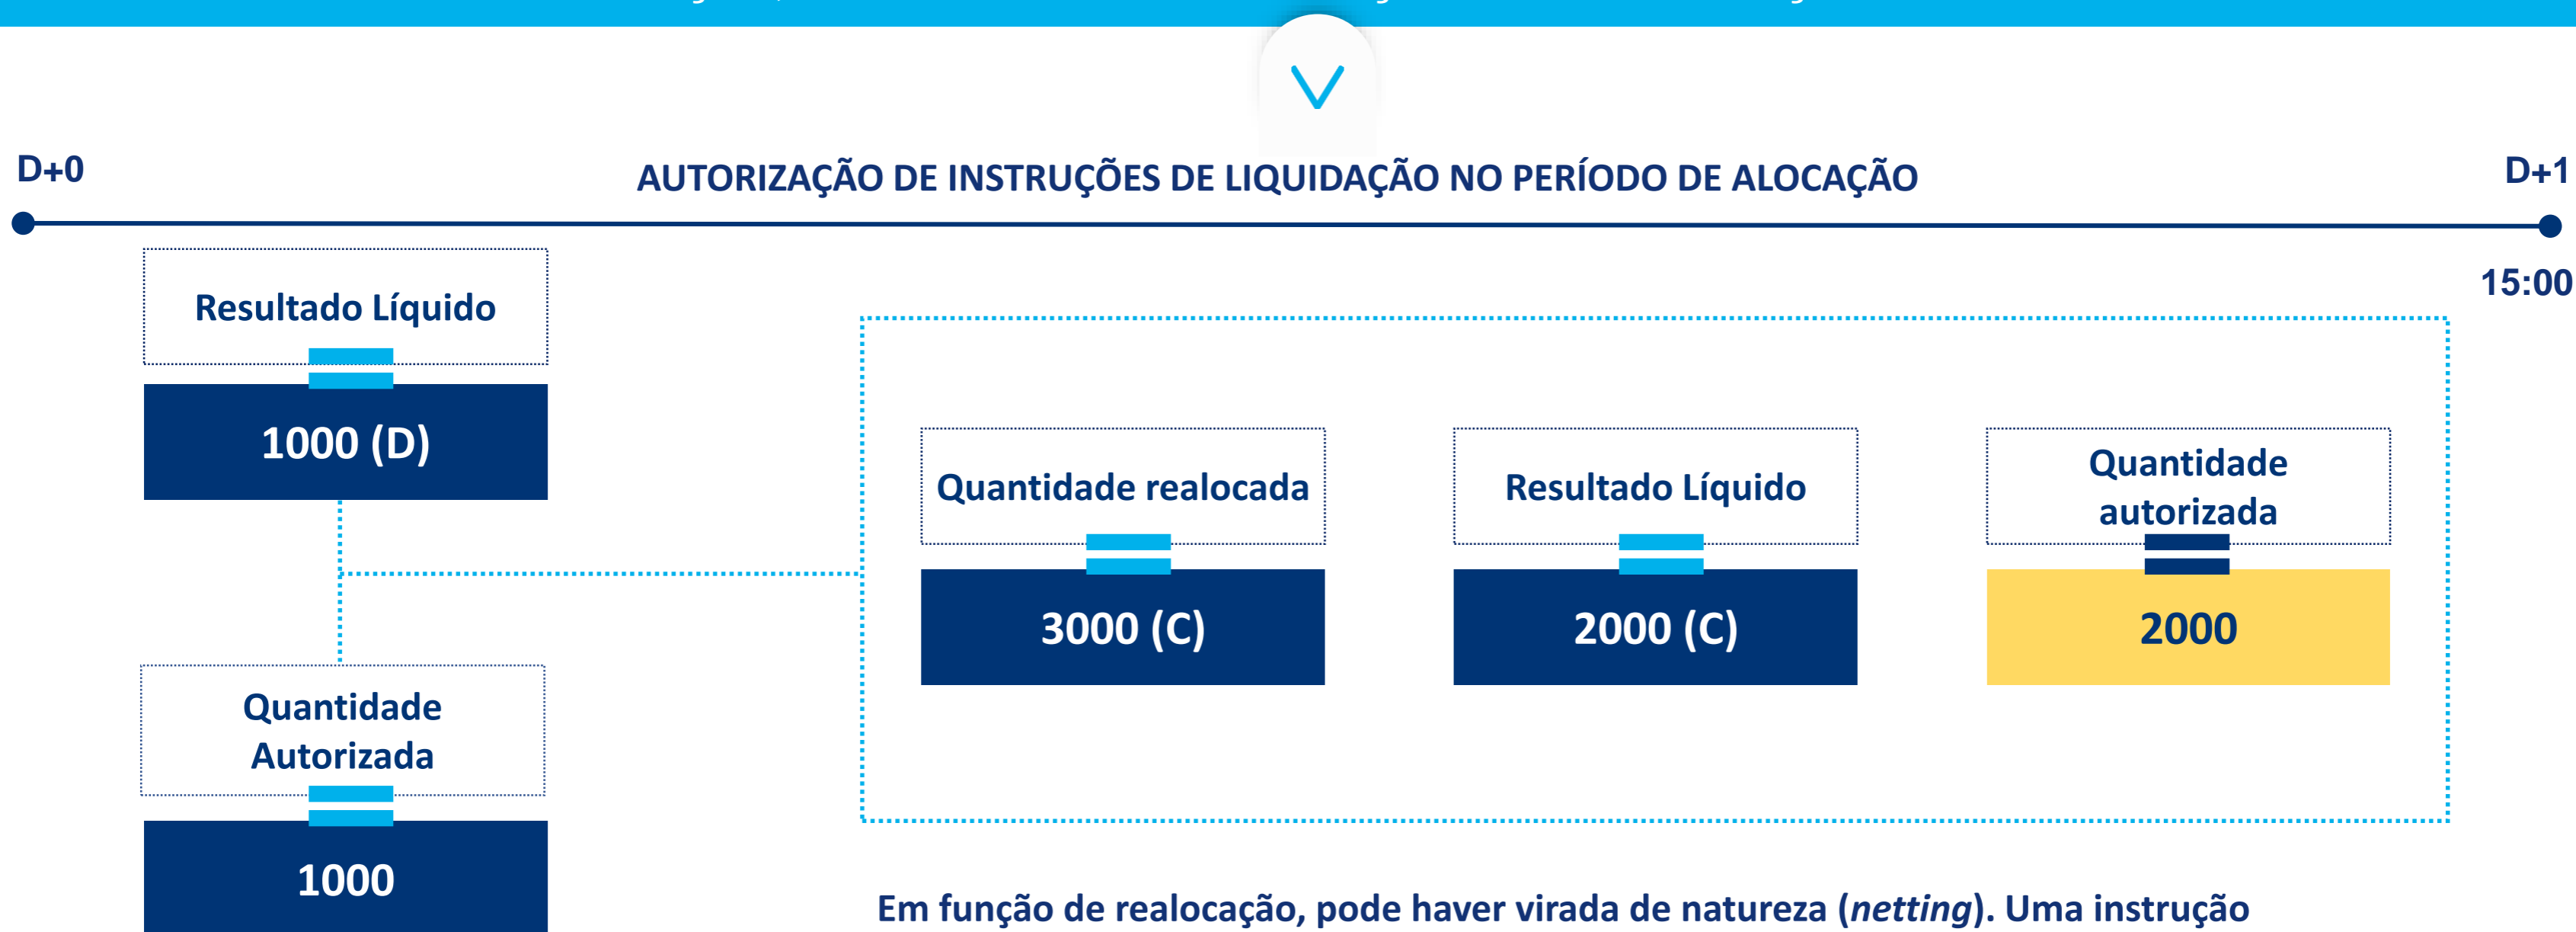 D+0
AUTORIZAÇÃO DE INSTRUÇÕES DE LIQUIDAÇÃO NO PERÍODO DE ALOCAÇÃO
D+1
15:00
Resultado Líquido
1000 (D)
Quantidade
Autorizada
1000
Quantidade realocada
3000 (C)
Resultado Líquido
2000 (C)
Quantidade
autorizada
2000
Em função de realocação, pode haver virada de natureza (netting). Uma instrução